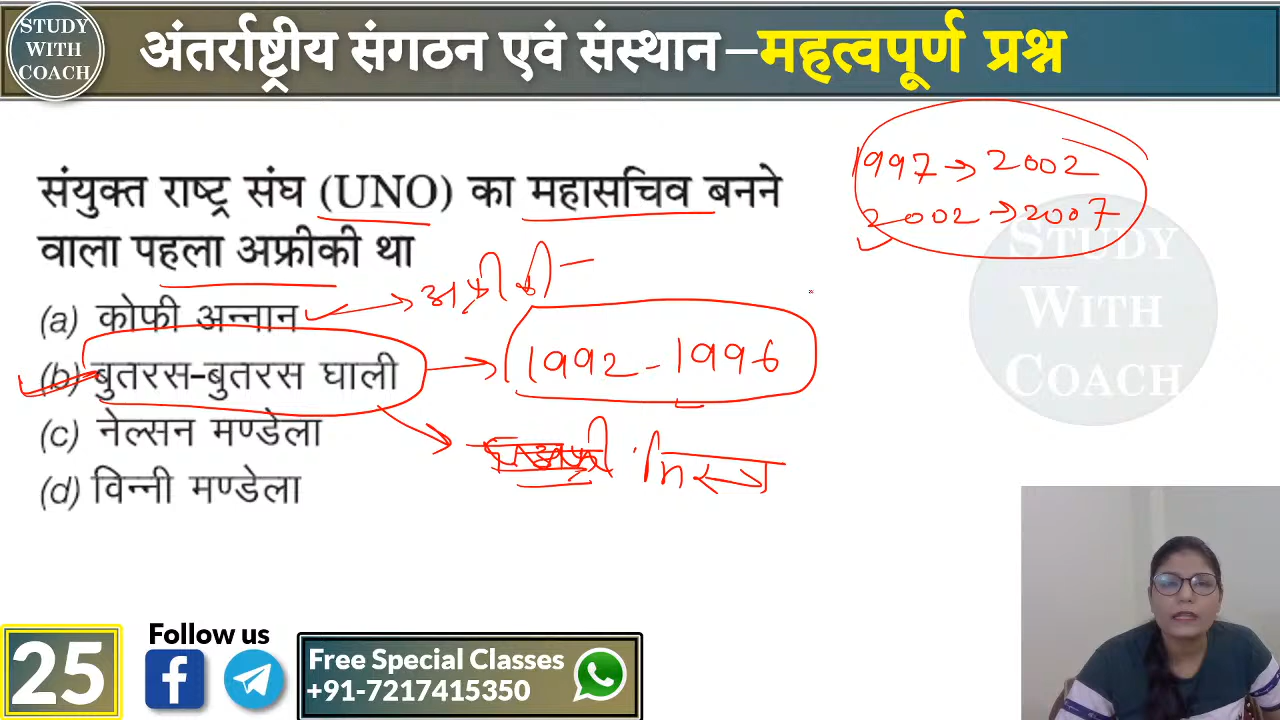 STUDY
WITH
COACH
अंतर्राष्ट्रीय संगठन एवं संस्थान–महत्वपूर्ण प्रश्न
1997 → 2002
2002 → 2007
संयुक्त राष्ट्र संघ (UNO) का महासचिव बनने
वाला पहला अफ्रीकी था
(a) कोफी अन्नान
(b) बुतरस-बुतरस घाली
1992 - 1996
(c) नेल्सन मण्डेला
(d) विन्नी मण्डेला
STUDY
WITH
COACH
25
Follow us
Free Special Classes
+91-7217415350